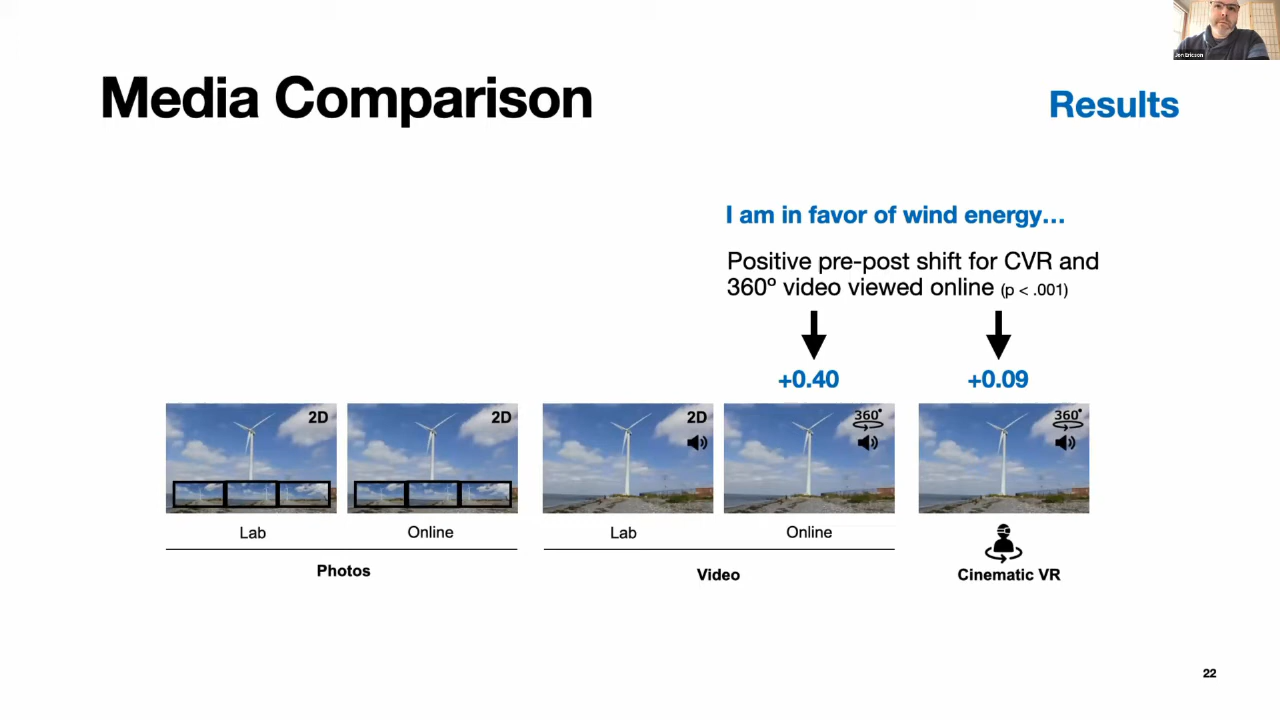 Jon Ericson
Media Comparison
Results
I am in favor of wind energy…
Positive pre-post shift for CVR and
360º video viewed online (p < .001)
+0.40
+0.09
2D
2D
2D
360°
360°
Lab
Online
Lab
Online
Photos
Video
Cinematic VR
22